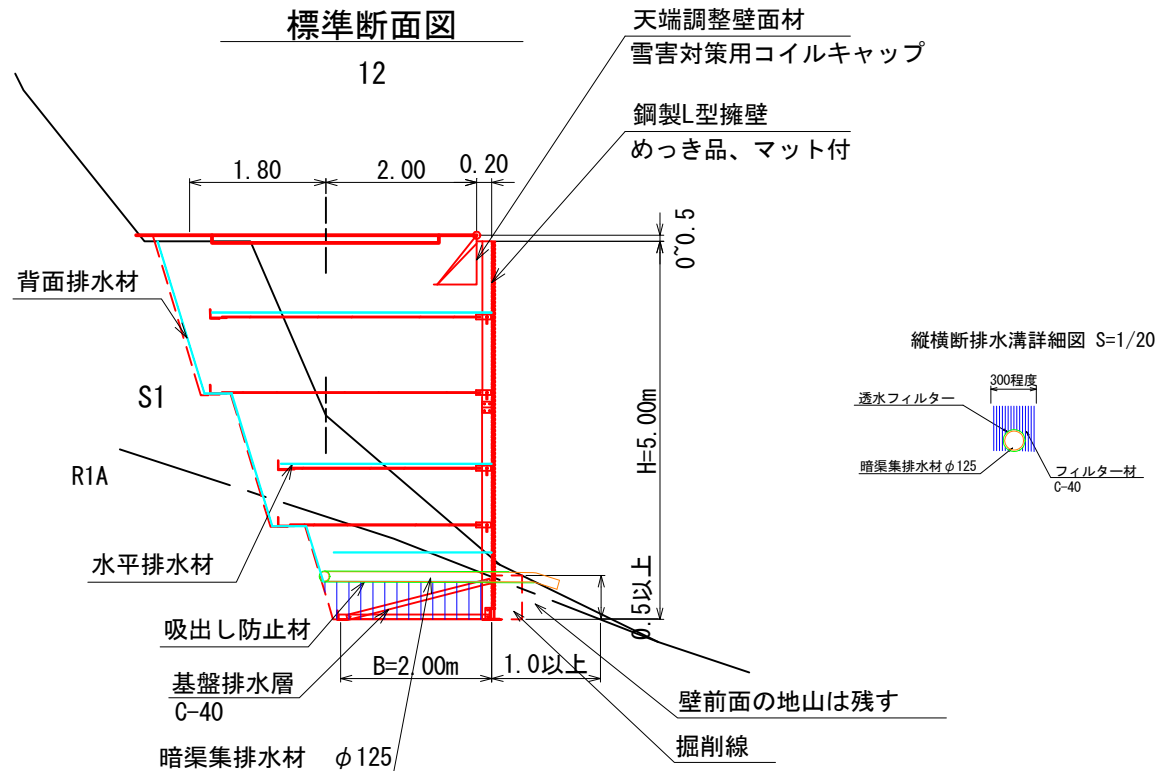 標準断面図
12
天端調整壁面材
雪害対策用コイルキャップ
鋼製L型擁壁
めっき品、マット付
1.80
2.00
0.20
0~0.5
背面排水材
S1
H=5.00m
R1A
水平排水材
吸出し防止材
0.5以上
B=2.00m
1.0以上
基盤排水層
C-40
壁前面の地山は残す
暗渠集排水材 φ125
掘削線
縦横断排水溝詳細図 S=1/20
300程度
透水フィルター
暗渠集排水材φ125
フィルター材
C-40